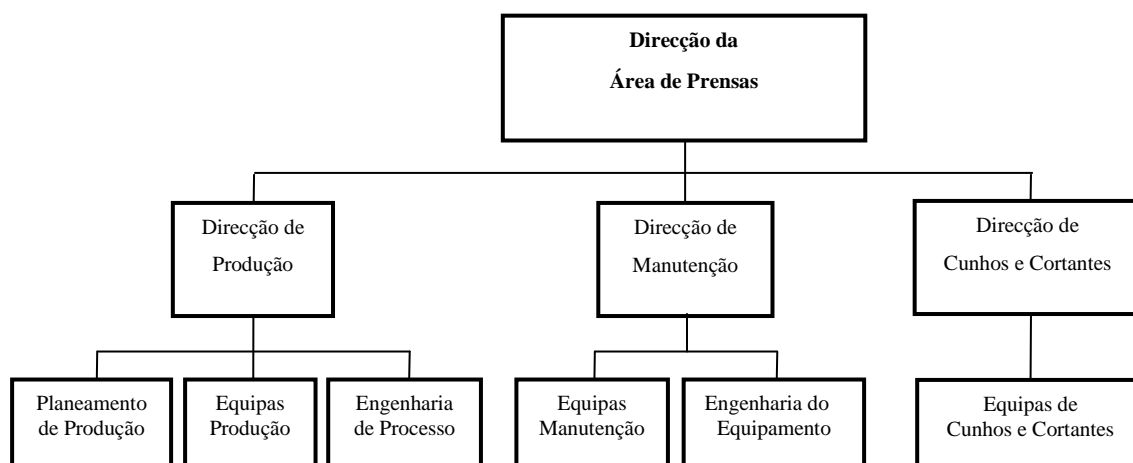 Direcção da
Área de Prensas
Direcção de
Produção
Direcção de
Manutenção
Direcção de
Cunhos e Cortantes
Planeamento
de Produção
Equipas
Produção
Engenharia
de Processo
Equipas
Manutenção
Engenharia do
Equipamento
Equipas de
Cunhos e Cortantes